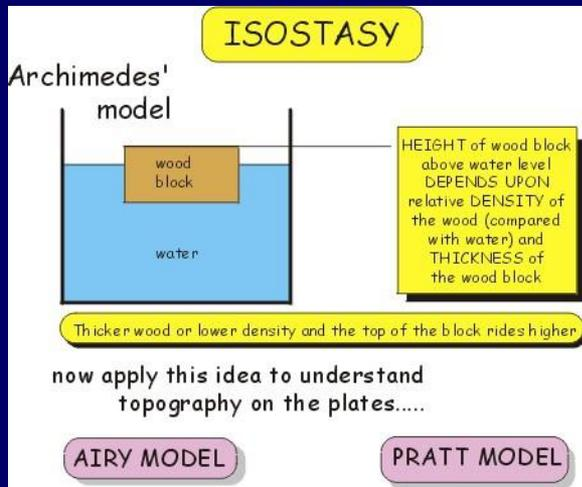 ISOSTASY
Archimedes'
model
wood
block
water
HEIGHT of wood block
above water level
DEPENDS UPON
relative DENSITY of
the wood (compared
with water) and
THICKNESS of
the wood block
Thicker wood or lower density and the top of the block rides higher
now apply this idea to understand
topography on the plates.....
AIRY MODEL
PRATT MODEL